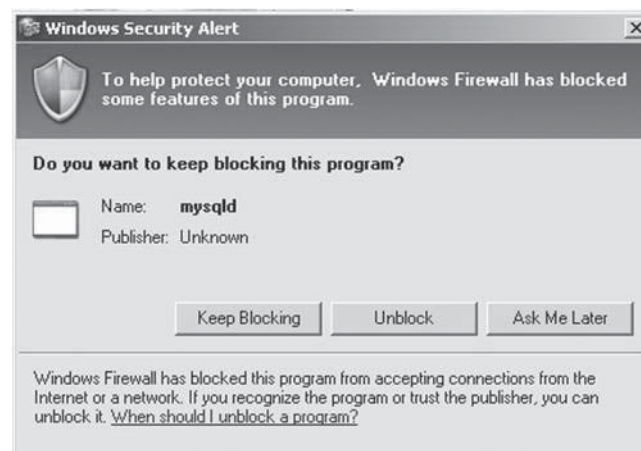 Windows Security Alert
To help protect your computer, Windows Firewall has blocked
some features of this program.
Do you want to keep blocking this program?
Name: mysqld
Publisher: Unknown
Keep Blocking Unblock Ask Me Later
Windows Firewall has blocked this program from accepting connections from the
Internet or a network. If you recognize the program or trust the publisher, you can
unblock it. When should I unblock a program?